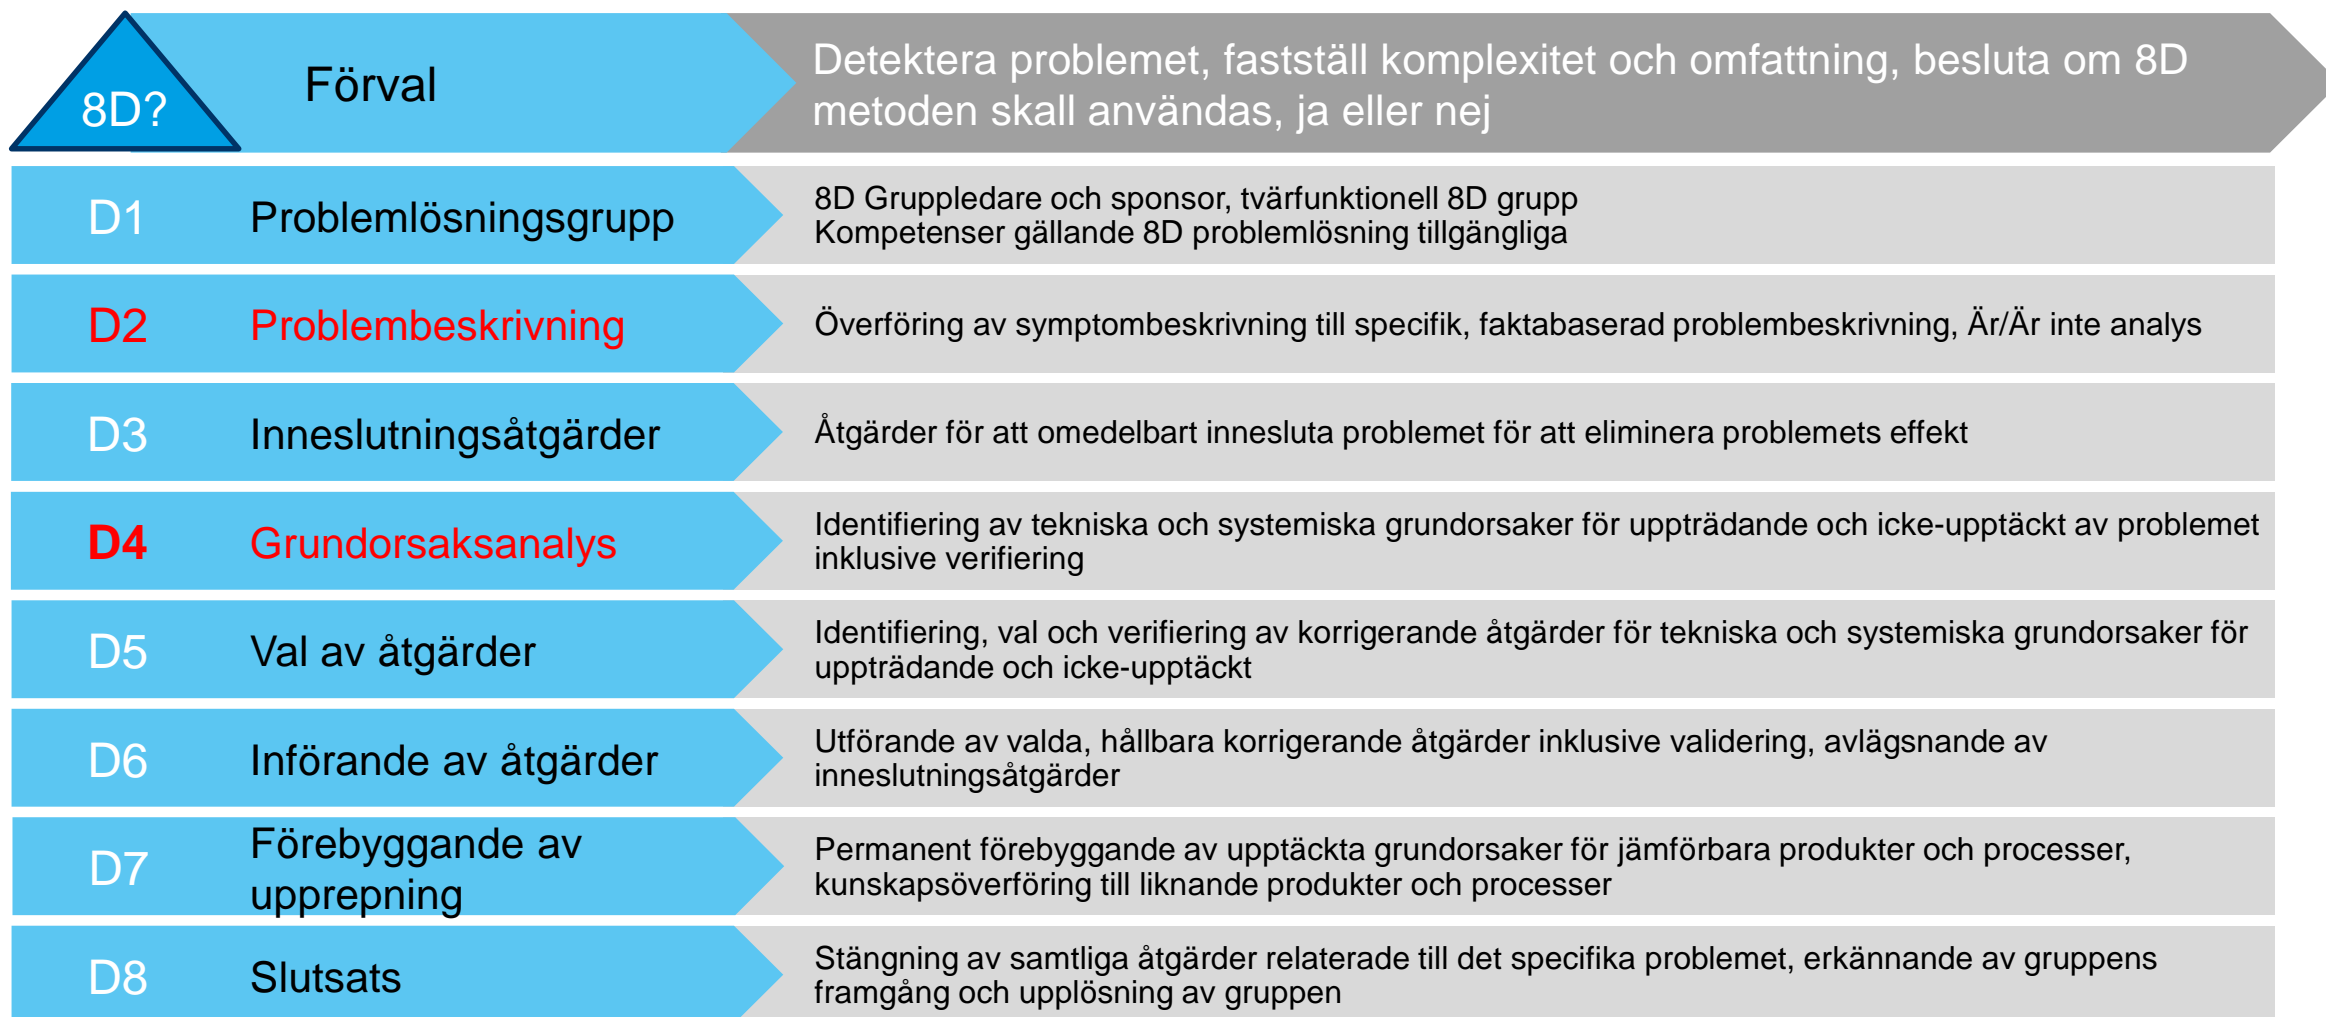 8D?
Förval
Detektera problemet, fastställ komplexitet och omfattning, besluta om 8D
metoden skall användas, ja eller nej
D1
Problemlösningsgrupp
8D Gruppledare och sponsor, tvärfunktionell 8D grupp
Kompetenser gällande 8D problemlösning tillgängliga
D2
Problembeskrivning
Överföring av symptombeskrivning till specifik, faktabaserad problembeskrivning, Är/Är inte analys
D3
Inneslutningsåtgärder
Åtgärder för att omedelbart innesluta problemet för att eliminera problemets effekt
D4
Grundorsaksanalys
Identifiering av tekniska och systemiska grundorsaker för uppträdande och icke-upptäckt av problemet
inklusive verifiering
D5
Val av åtgärder
Identifiering, val och verifiering av korrigerande åtgärder för tekniska och systemiska grundorsaker för
uppträdande och icke-upptäckt
D6
Införande av åtgärder
Utförande av valda, hållbara korrigerande åtgärder inklusive validering, avlägsnande av
inneslutningsåtgärder
D7
Förebyggande av
upprepning
Permanent förebyggande av upptäckta grundorsaker för jämförbara produkter och processer,
kunskapsöverföring till liknande produkter och processer
D8
Slutsats
Stängning av samtliga åtgärder relaterade till det specifika problemet, erkännande av gruppens
framgång och upplösning av gruppen